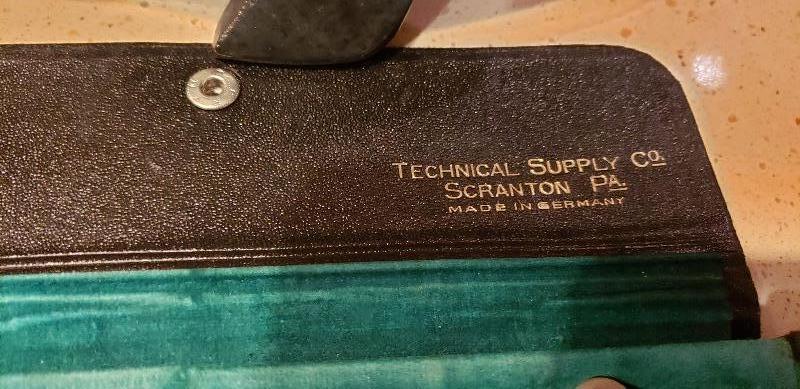 TECHNICAL SUPPLY CO.
SCRANTON PA.
MADE IN GERMANY